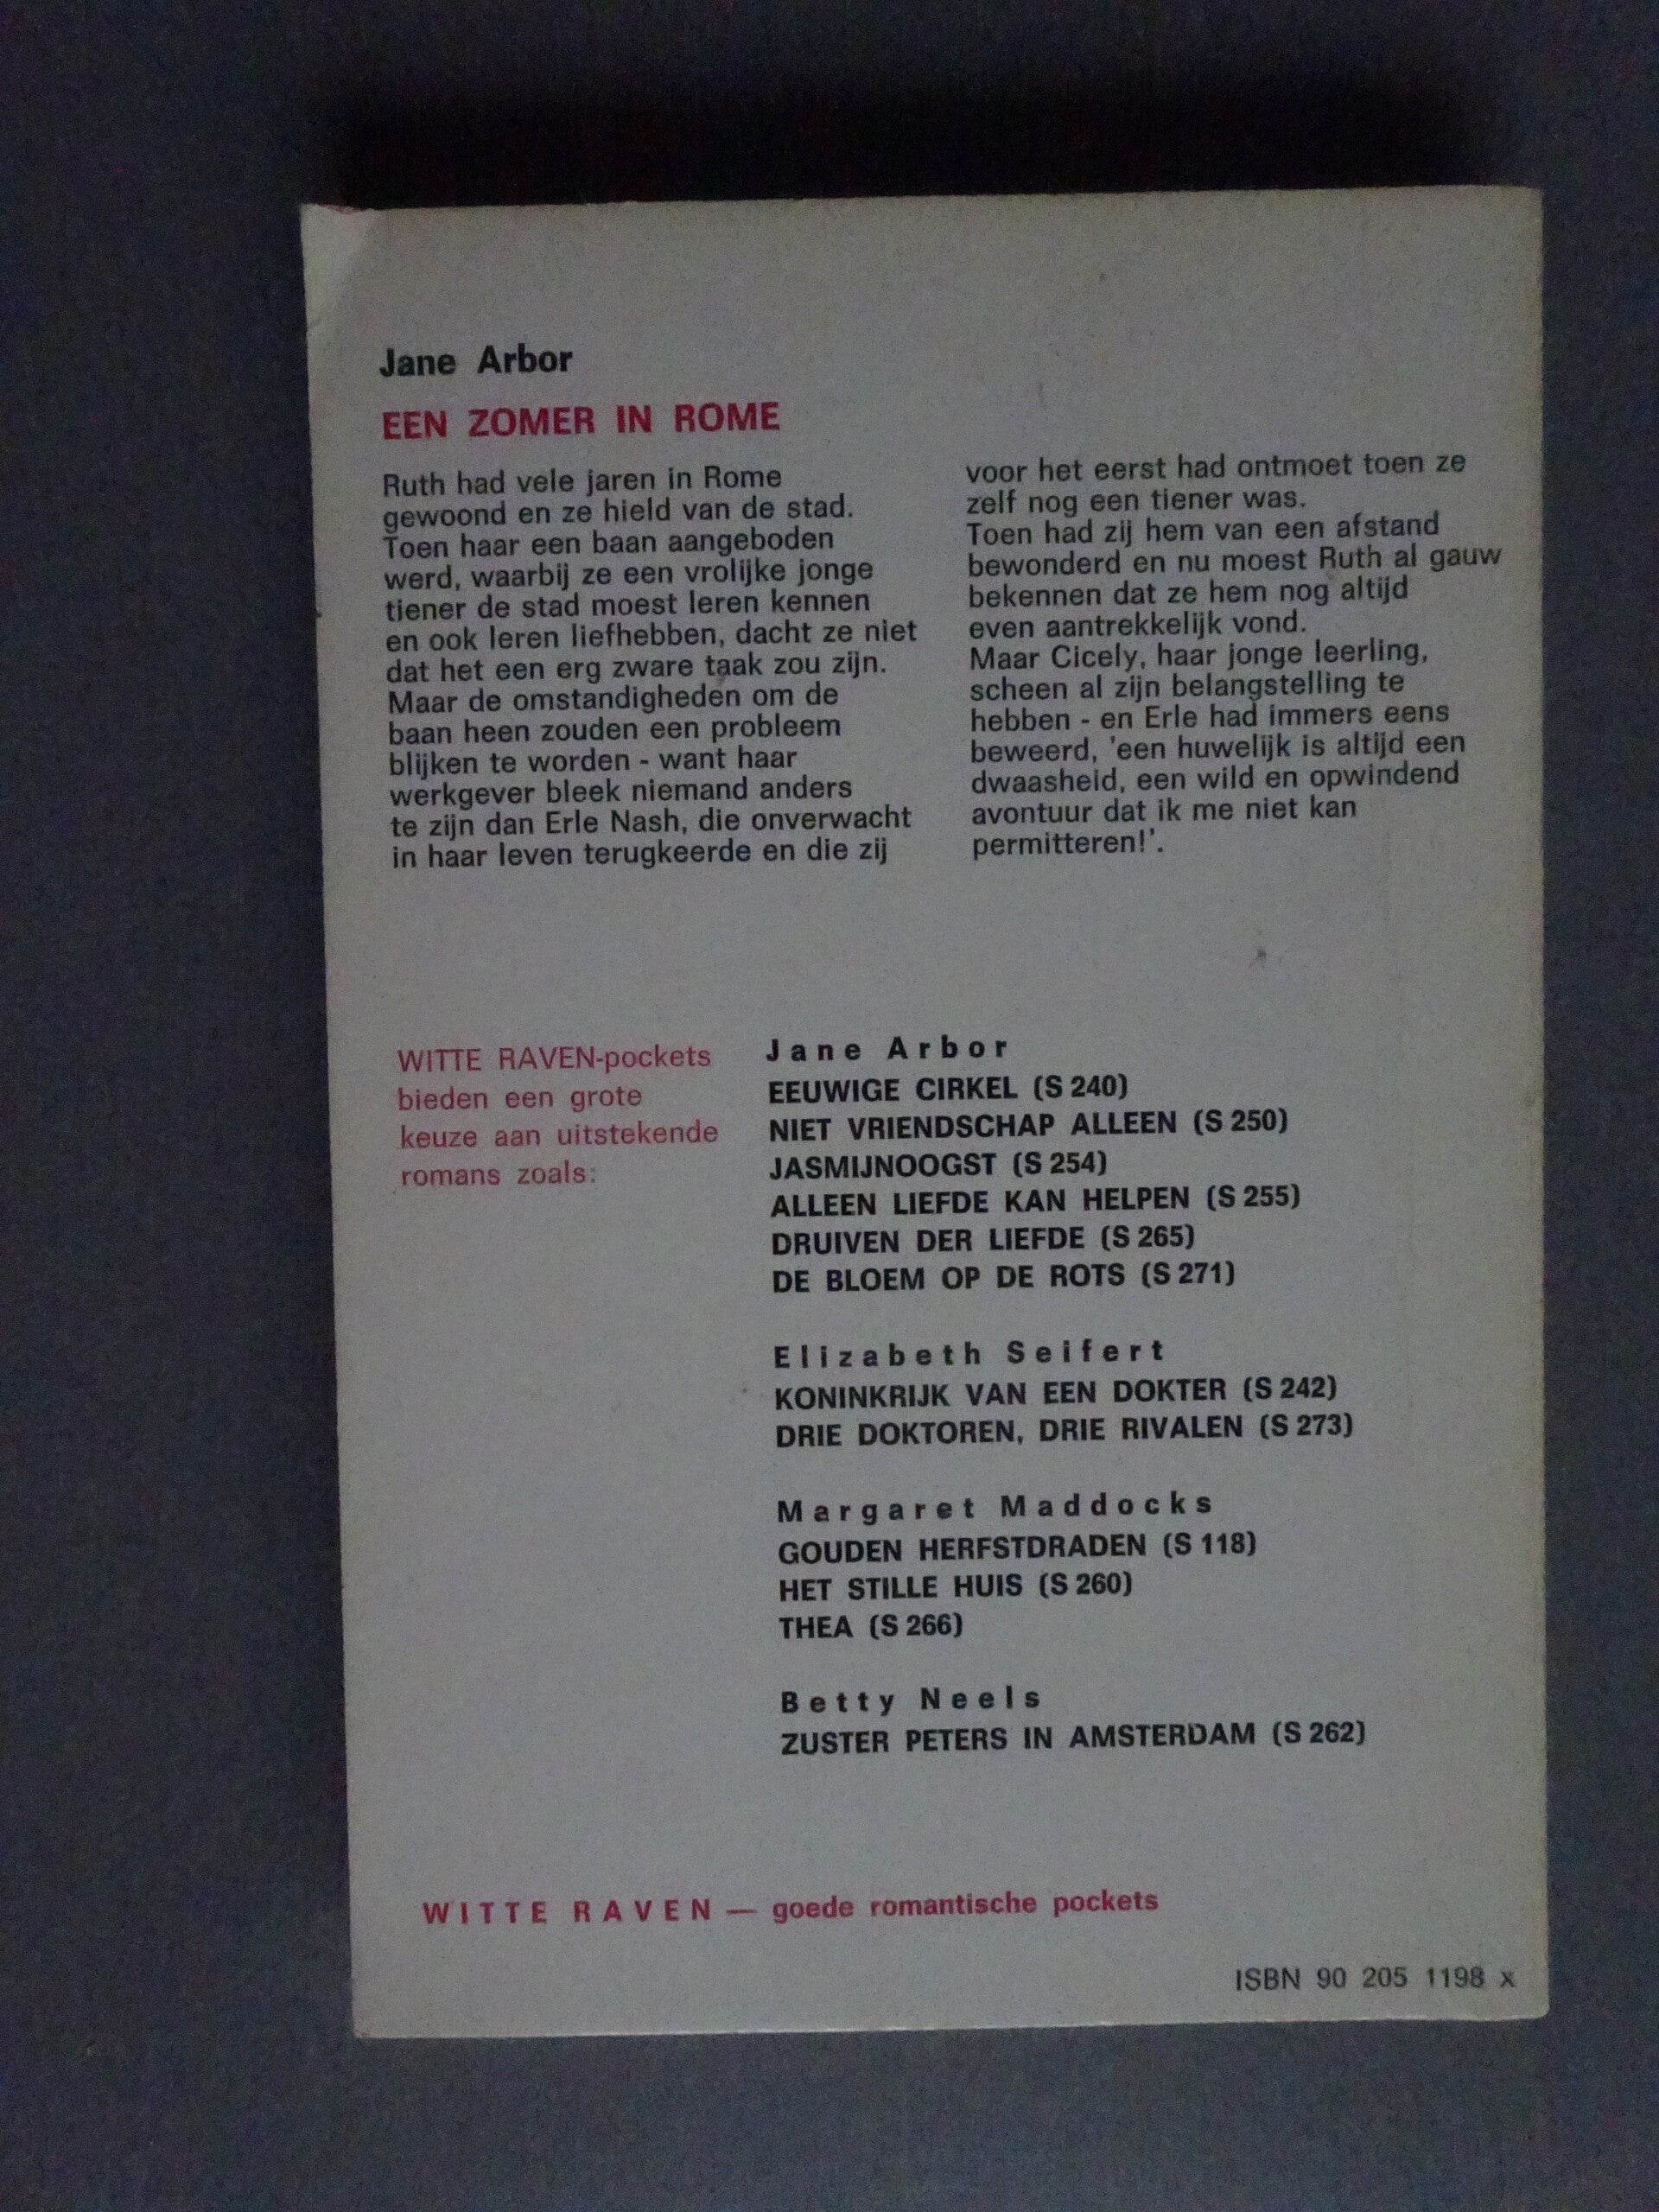 Jane Arbor
EEN ZOMER IN ROME
Ruth had vele jaren in Rome
gewoond en ze hield van de stad.
Toen haar een baan aangeboden
werd, waarbij ze een vrolijke jonge
tiener de stad moest leren kennen
en ook leren liefhebben, dacht ze niet
dat het een erg zware taak zou zijn.
Maar de omstandigheden om de
baan heen zouden een probleem
blijken te worden - want haar
werkgever bleek niemand anders
te zijn dan Erle Nash, die onverwacht
in haar leven terugkeerde en die zij
voor het eerst had ontmoet toen ze
zelf nog een tiener was.
Toen had zij hem van een afstand
bewonderd en nu moest Ruth al gauw
bekennen dat ze hem nog altijd
even aantrekkelijk vond.
Maar Cicely, haar jonge leerling,
scheen al zijn belangstelling te
hebben - en Erle had immers eens
beweerd, 'een huwelijk is altijd een
dwaasheid, een wild en opwindend
avontuur dat ik me niet kan
permitteren!'.
WITTE RAVEN-pockets
bieden een grote
keuze aan uitstekende
romans zoals:
Jane Arbor
EEUWIGE CIRKEL (S 240)
NIET VRIENDSCHAP ALLEEN (S 250)
JASMIJNOOGST (S 254)
ALLEEN LIEFDE KAN HELPEN (S 255)
DRUIVEN DER LIEFDE (S 265)
DE BLOEM OP DE ROTS (S 271)
Elizabeth Seifert
KONINKRIJK VAN EEN DOKTER (S 242)
DRIE DOKTOREN, DRIE RIVALEN (S 273)
Margaret Maddocks
GOUDEN HERFSTDRADEN (S 118)
HET STILLE HUIS (S 260)
THEA (S 266)
Betty Neels
ZUSTER PETERS IN AMSTERDAM (S 262)
WITTE RAVEN — goede romantische pockets
ISBN 90 205 1198 x